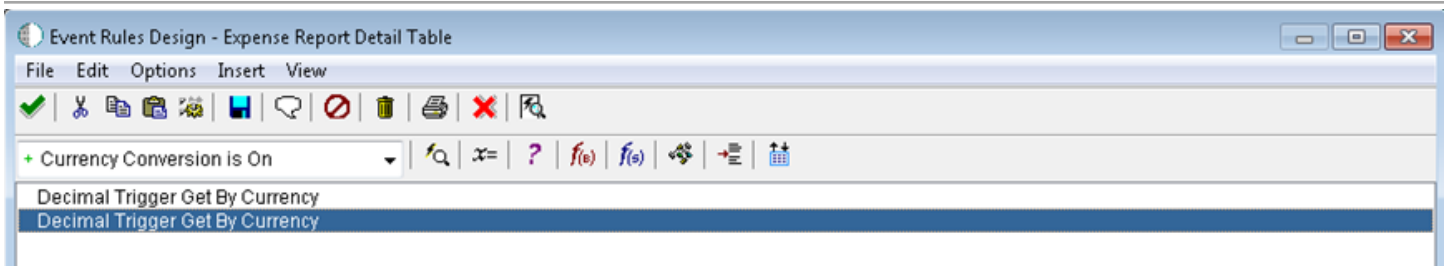 Event Rules Design - Expense Report Detail Table
File Edit Options Insert View
+ Currency Conversion is On x= ? f(B) f(s)
Decimal Trigger Get By Currency
Decimal Trigger Get By Currency